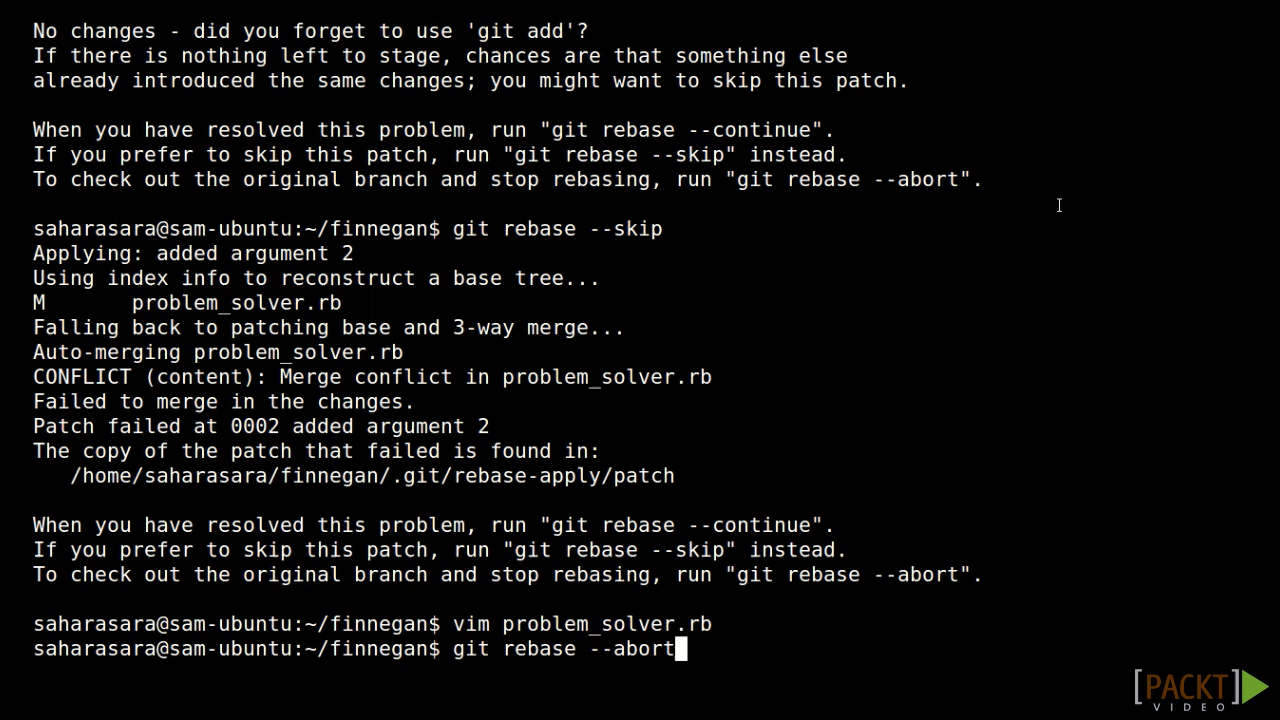 No changes - did you forget to use 'git add'?
If there is nothing left to stage, chances are that something else
already introduced the same changes; you might want to skip this patch.
When you have resolved this problem, run "git rebase --continue".
If you prefer to skip this patch, run "git rebase --skip" instead.
To check out the original branch and stop rebasing, run "git rebase --abort".
saharasara@sam-ubuntu:~/finnegan$ git rebase --skip
Applying: added argument 2
Using index info to reconstruct a base tree...
M       problem_solver.rb
Falling back to patching base and 3-way merge...
Auto-merging problem_solver.rb
CONFLICT (content): Merge conflict in problem_solver.rb
Failed to merge in the changes.
Patch failed at 0002 added argument 2
The copy of the patch that failed is found in:
   /home/saharasara/finnegan/.git/rebase-apply/patch
When you have resolved this problem, run "git rebase --continue".
If you prefer to skip this patch, run "git rebase --skip" instead.
To check out the original branch and stop rebasing, run "git rebase --abort".
saharasara@sam-ubuntu:~/finnegan$ vim problem_solver.rb
saharasara@sam-ubuntu:~/finnegan$ git rebase --abort
[PACKT]
VIDEO